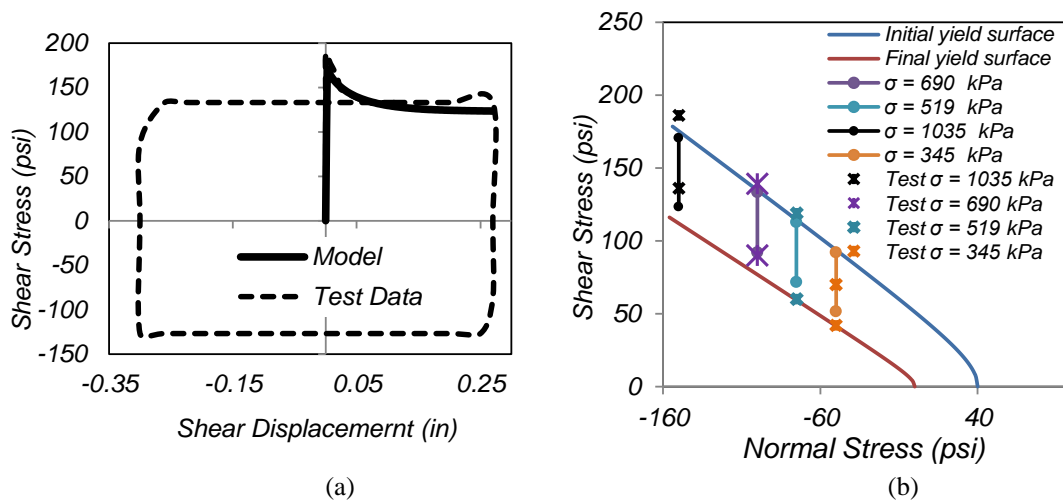 200
150
100
50
0
-50
-100
-150
-0.35
-0.15
0.05
0.25
Shear Stress (psi)
Shear Displacemernt (in)
Model
Test Data
(a)
250
200
150
100
50
0
-160
-60
40
Shear Stress (psi)
Normal Stress (psi)
Initial yield surface
Final yield surface
σ = 690 kPa
σ = 519 kPa
σ = 1035 kPa
σ = 345 kPa
Test σ = 1035 kPa
Test σ = 690 kPa
Test σ = 519 kPa
Test σ = 345 kPa
(b)